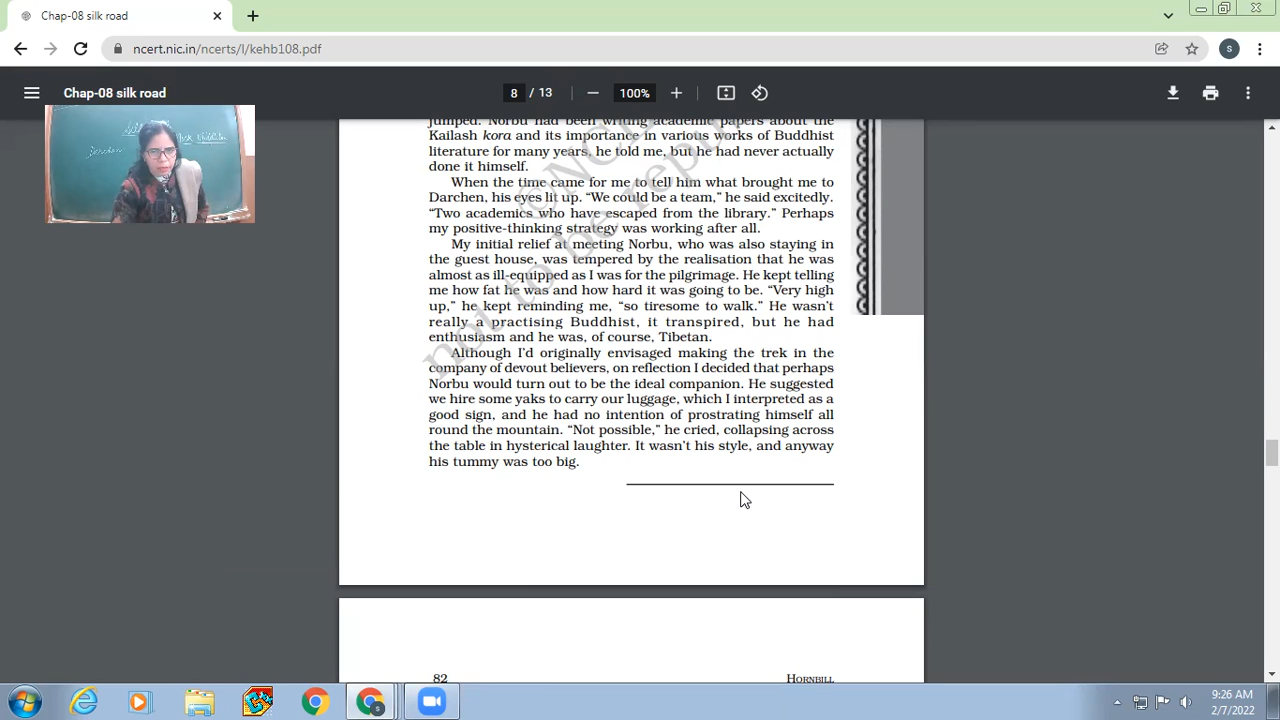 Chap-08 silk road
ncert.nic.in/ncerts/l/kehb108.pdf
S
Chap-08 silk road
8 / 13
100%
jumped. Norbu had been writing academic papers about the
Kailash kora and its importance in various works of Buddhist
literature for many years, he told me, but he had never actually
done it himself.
When the time came for me to tell him what brought me to
Darchen, his eyes lit up. “We could be a team,” he said excitedly.
“Two academics who have escaped from the library.” Perhaps
my positive-thinking strategy was working after all.
My initial relief at meeting Norbu, who was also staying in
the guest house, was tempered by the realisation that he was
almost as ill-equipped as I was for the pilgrimage. He kept telling
me how fat he was and how hard it was going to be. “Very high
up,” he kept reminding me, “so tiresome to walk.” He wasn’t
really a practising Buddhist, it transpired, but he had
enthusiasm and he was, of course, Tibetan.
Although I’d originally envisaged making the trek in the
company of devout believers, on reflection I decided that perhaps
Norbu would turn out to be the ideal companion. He suggested
we hire some yaks to carry our luggage, which I interpreted as a
good sign, and he had no intention of prostrating himself all
round the mountain. “Not possible,” he cried, collapsing across
the table in hysterical laughter. It wasn’t his style, and anyway
his tummy was too big.
not to be republ
82 HORNBILL
9:26 AM
2/7/2022